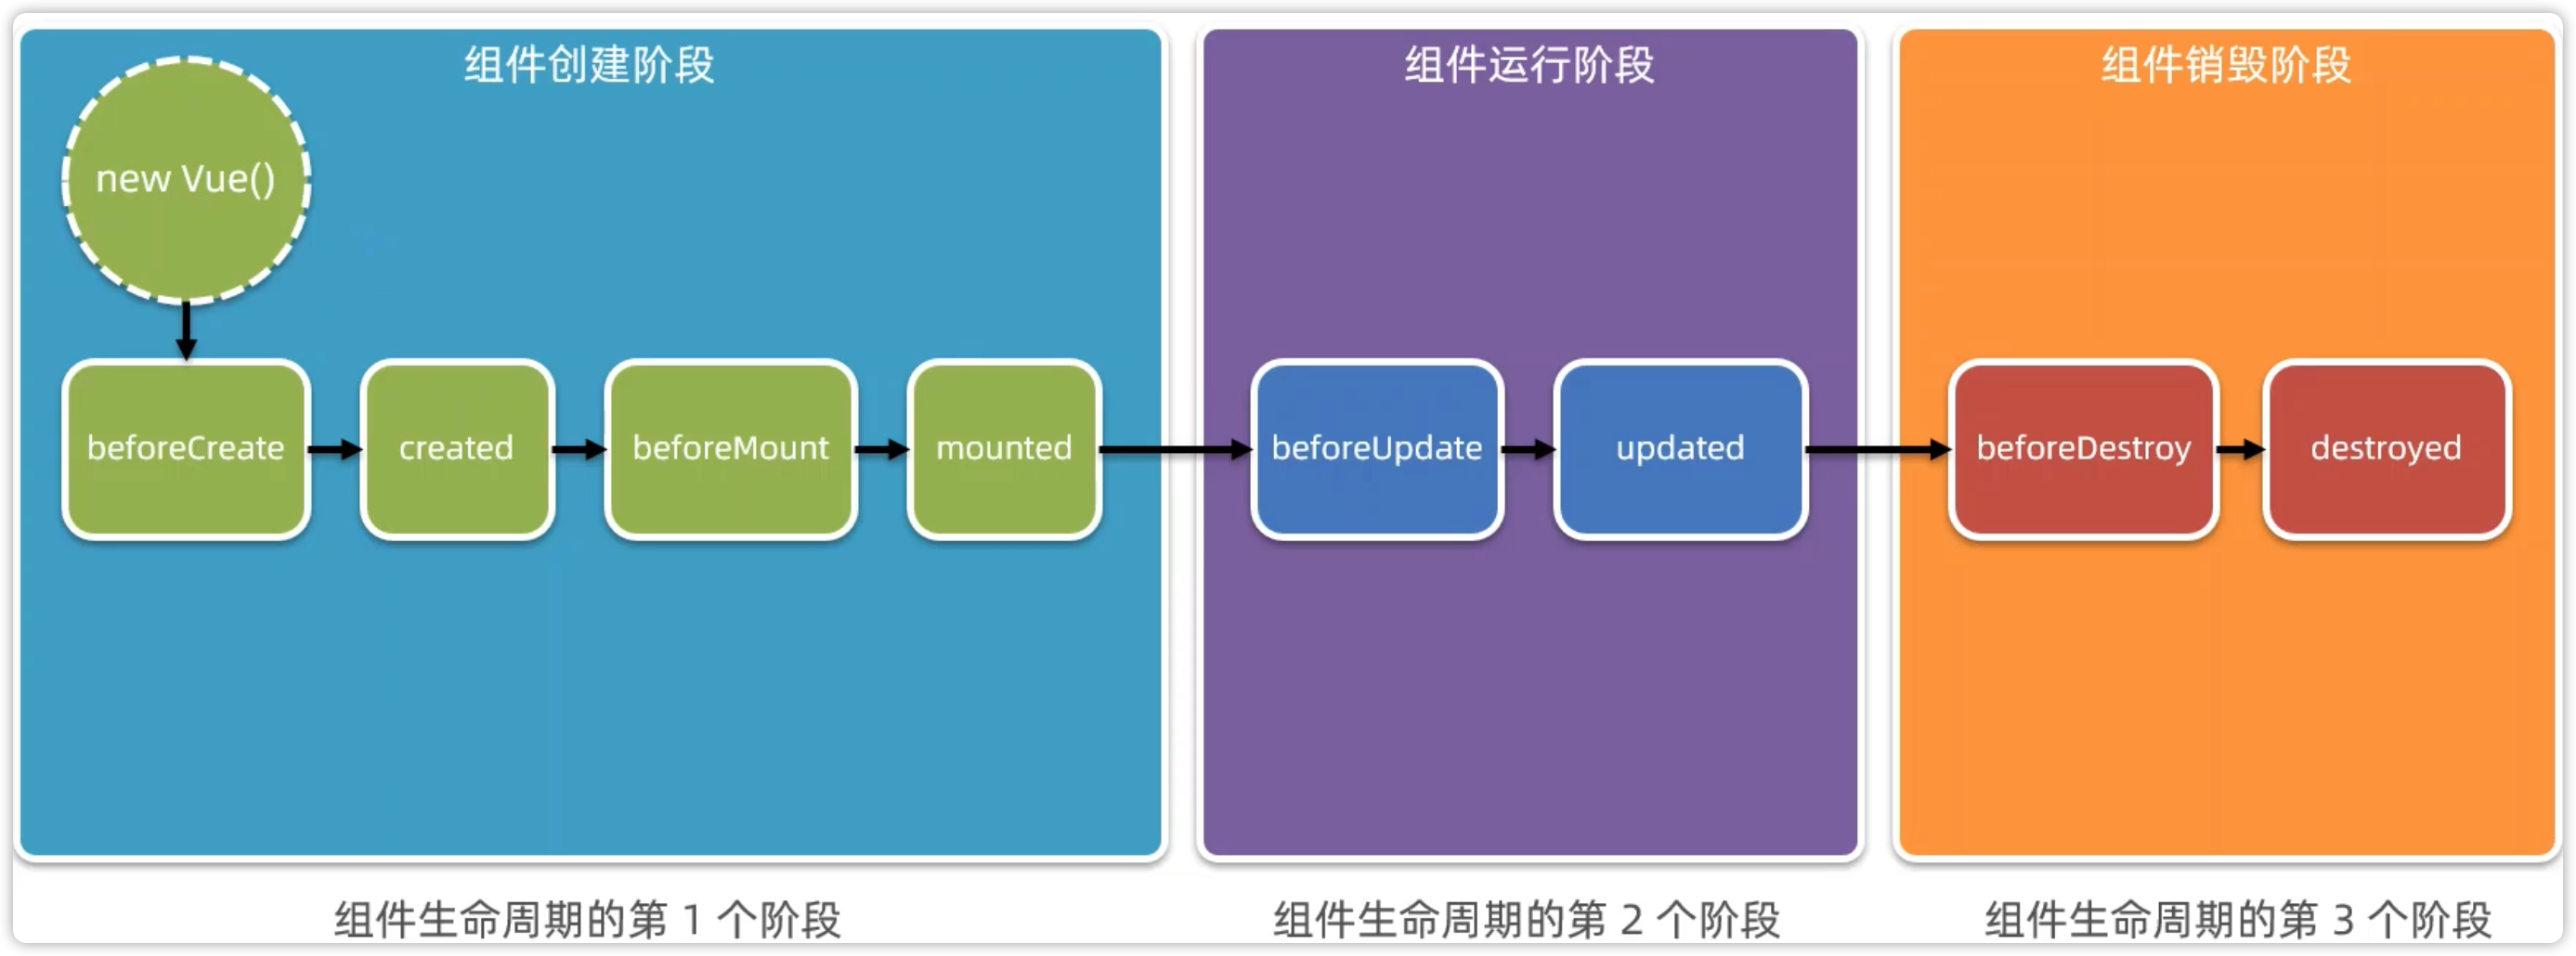 组件创建阶段
new Vue()
beforeCreate
created
beforeMount
mounted
组件生命周期的第 1 个阶段
组件运行阶段
beforeUpdate
updated
组件生命周期的第 2 个阶段
组件销毁阶段
beforeDestroy
destroyed
组件生命周期的第 3 个阶段